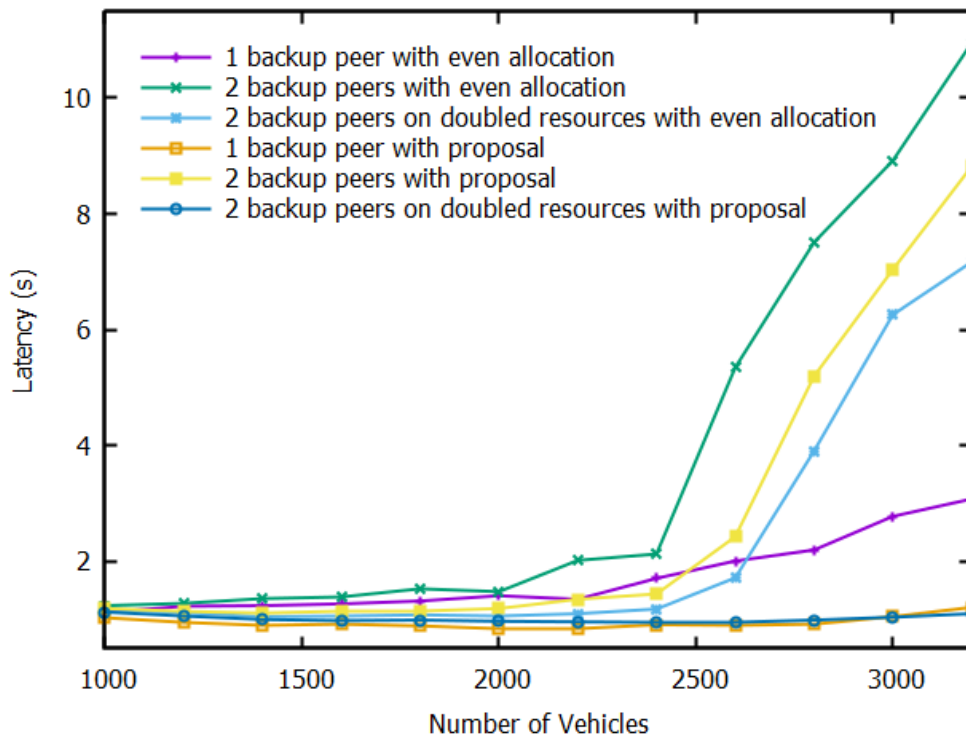 1 backup peer with even allocation
2 backup peers with even allocation
2 backup peers on doubled resources with even allocation
1 backup peer with proposal
2 backup peers with proposal
2 backup peers on doubled resources with proposal
Latency (s)
10
8
6
4
2
1000 1500 2000 2500 3000
Number of Vehicles